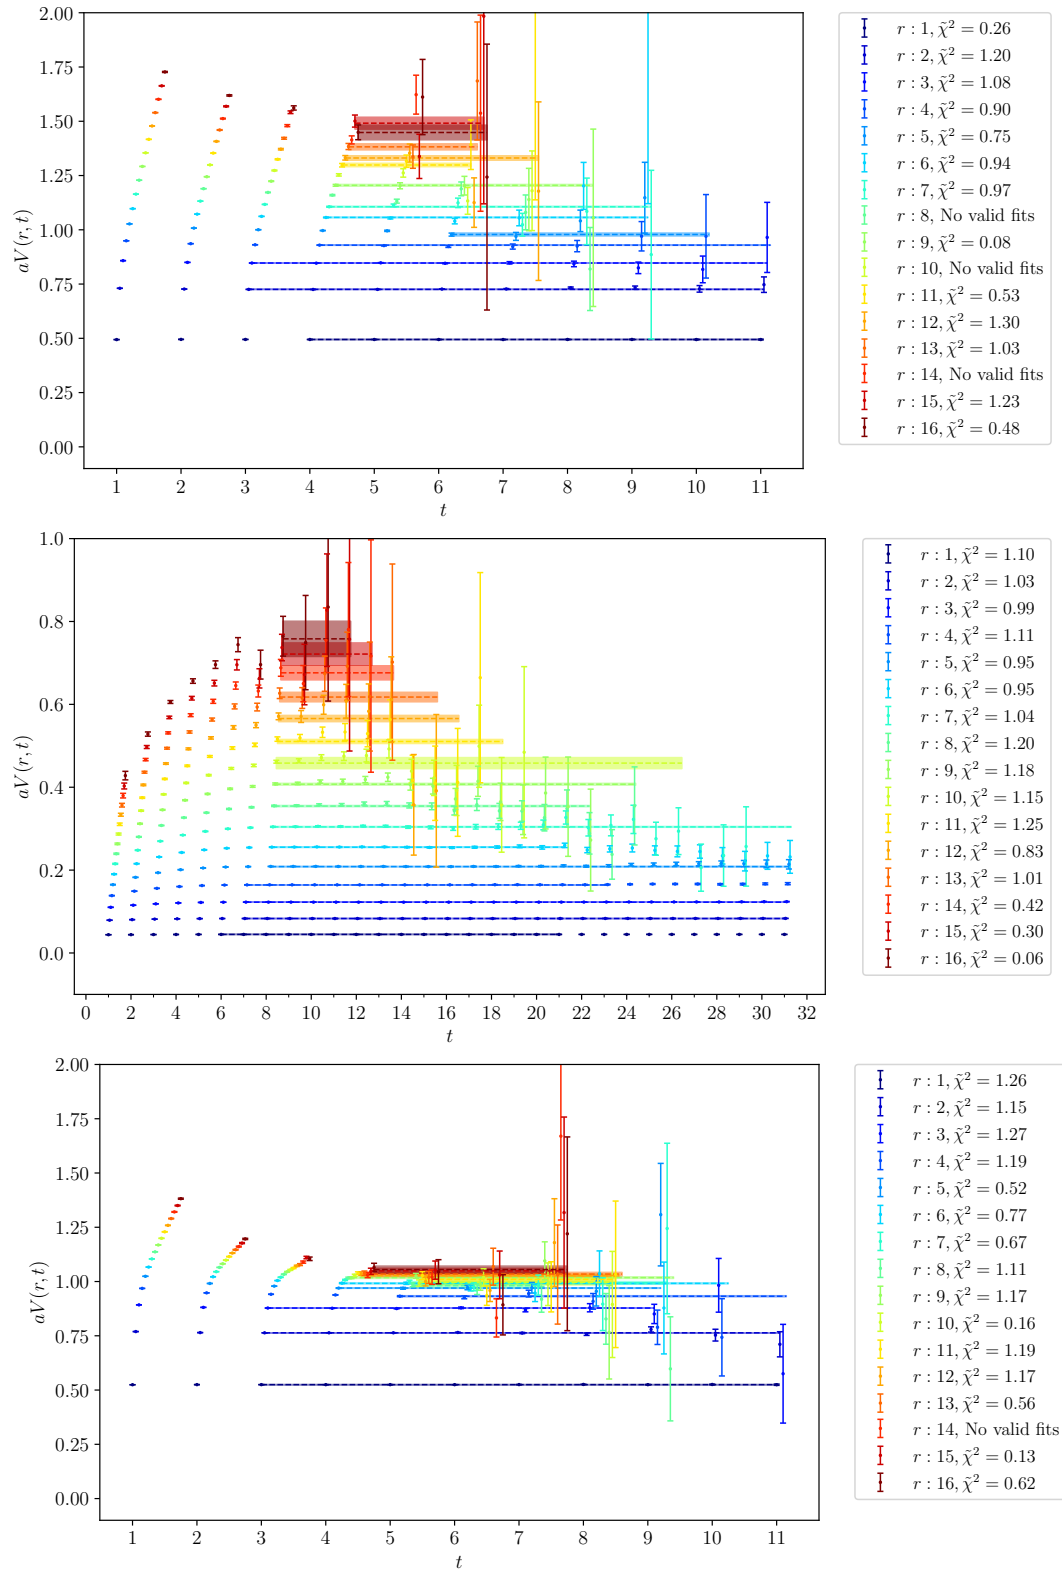 2.00
1.75
1.50
1.25
1.00
0.75
0.50
0.25
0.00
aV(r, t)
1 2 3 4 5 6 7 8 9 10 11
t
r : 1, χ̃² = 0.26
r : 2, χ̃² = 1.20
r : 3, χ̃² = 1.08
r : 4, χ̃² = 0.90
r : 5, χ̃² = 0.75
r : 6, χ̃² = 0.94
r : 7, χ̃² = 0.97
r : 8, No valid fits
r : 9, χ̃² = 0.08
r : 10, No valid fits
r : 11, χ̃² = 0.53
r : 12, χ̃² = 1.30
r : 13, χ̃² = 1.03
r : 14, No valid fits
r : 15, χ̃² = 1.23
r : 16, χ̃² = 0.48
1.0
0.8
0.6
0.4
0.2
0.0
aV(r, t)
0 2 4 6 8 10 12 14 16 18 20 22 24 26 28 30 32
t
r : 1, χ̃² = 1.10
r : 2, χ̃² = 1.03
r : 3, χ̃² = 0.99
r : 4, χ̃² = 1.11
r : 5, χ̃² = 0.95
r : 6, χ̃² = 0.95
r : 7, χ̃² = 1.04
r : 8, χ̃² = 1.20
r : 9, χ̃² = 1.18
r : 10, χ̃² = 1.15
r : 11, χ̃² = 1.25
r : 12, χ̃² = 0.83
r : 13, χ̃² = 1.01
r : 14, χ̃² = 0.42
r : 15, χ̃² = 0.30
r : 16, χ̃² = 0.06
2.00
1.75
1.50
1.25
1.00
0.75
0.50
0.25
0.00
aV(r, t)
1 2 3 4 5 6 7 8 9 10 11
t
r : 1, χ̃² = 1.26
r : 2, χ̃² = 1.15
r : 3, χ̃² = 1.27
r : 4, χ̃² = 1.19
r : 5, χ̃² = 0.52
r : 6, χ̃² = 0.77
r : 7, χ̃² = 0.67
r : 8, χ̃² = 1.11
r : 9, χ̃² = 1.17
r : 10, χ̃² = 0.16
r : 11, χ̃² = 1.19
r : 12, χ̃² = 1.17
r : 13, χ̃² = 0.56
r : 14, No valid fits
r : 15, χ̃² = 0.13
r : 16, χ̃² = 0.62